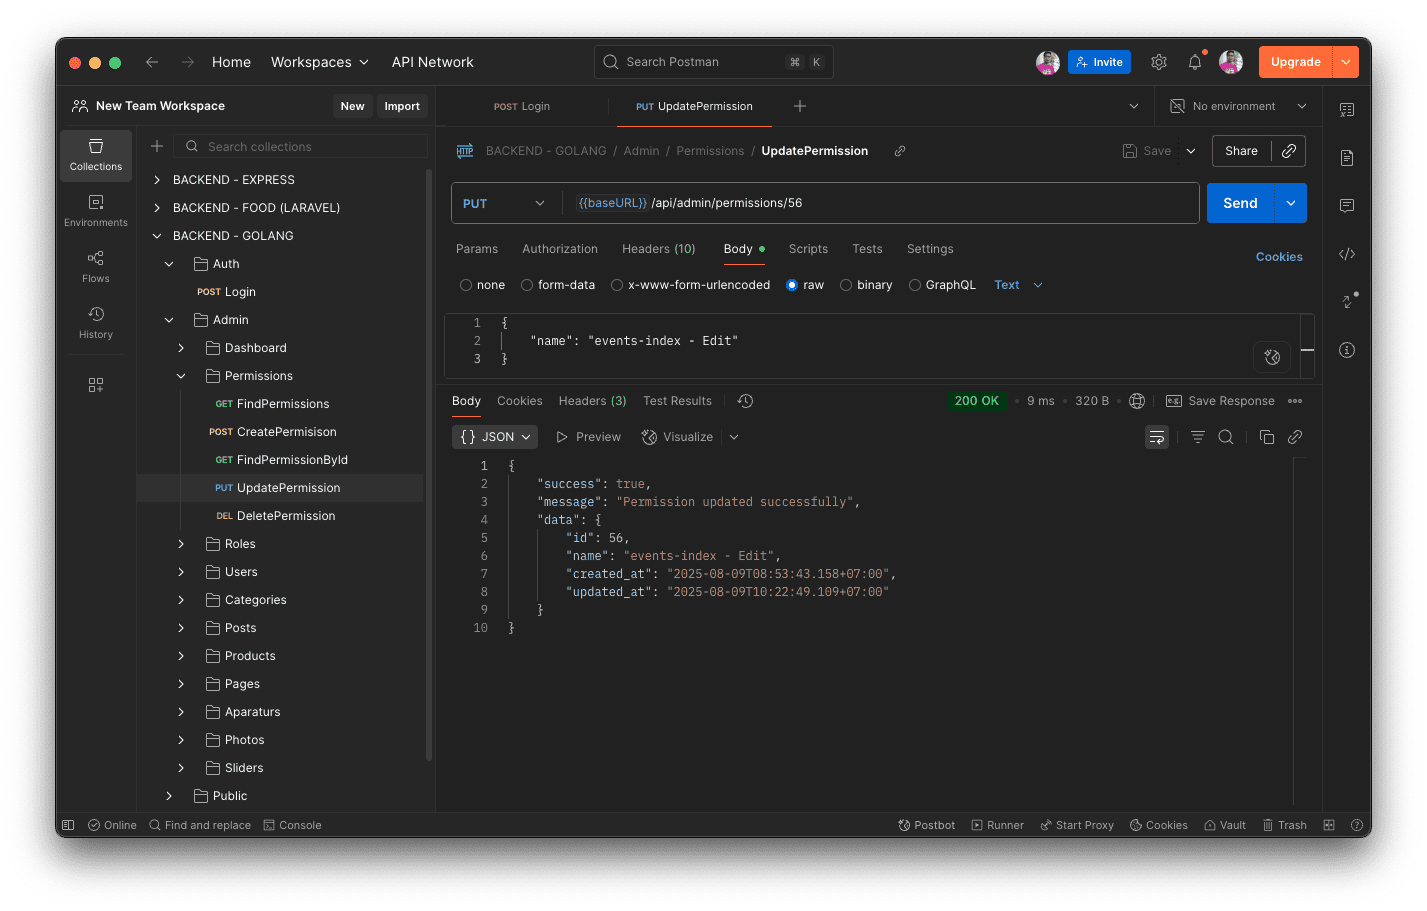 Home
Workspaces
API Network
Search Postman
⌘ K
Invite
Upgrade
New Team Workspace
New
Import
POST Login
PUT UpdatePermission
No environment
Collections
Environments
Flows
History
Search collections
BACKEND - EXPRESS
BACKEND - FOOD (LARAVEL)
BACKEND - GOLANG
Auth
POST Login
Admin
Dashboard
Permissions
GET FindPermissions
POST CreatePermisison
GET FindPermissionById
PUT UpdatePermission
DEL DeletePermission
Roles
Users
Categories
Posts
Products
Pages
Aparaturs
Photos
Sliders
Public
HTTP BACKEND - GOLANG / Admin / Permissions / UpdatePermission
Save
Share
PUT
{{baseURL}} /api/admin/permissions/56
Send
Params Authorization Headers (10) Body Scripts Tests Settings
Cookies
none form-data x-www-form-urlencoded raw binary GraphQL Text
1 {
2 "name": "events-index - Edit"
3 }
Body Cookies Headers (3) Test Results
200 OK • 9 ms • 320 B
e.g. Save Response
{} JSON Preview Visualize
1 {
2 "success": true,
3 "message": "Permission updated successfully",
4 "data": {
5 "id": 56,
6 "name": "events-index - Edit",
7 "created_at": "2025-08-09T08:53:43.158+07:00",
8 "updated_at": "2025-08-09T10:22:49.109+07:00"
9 }
10 }
Online Find and replace Console
Postbot Runner Start Proxy Cookies Vault Trash